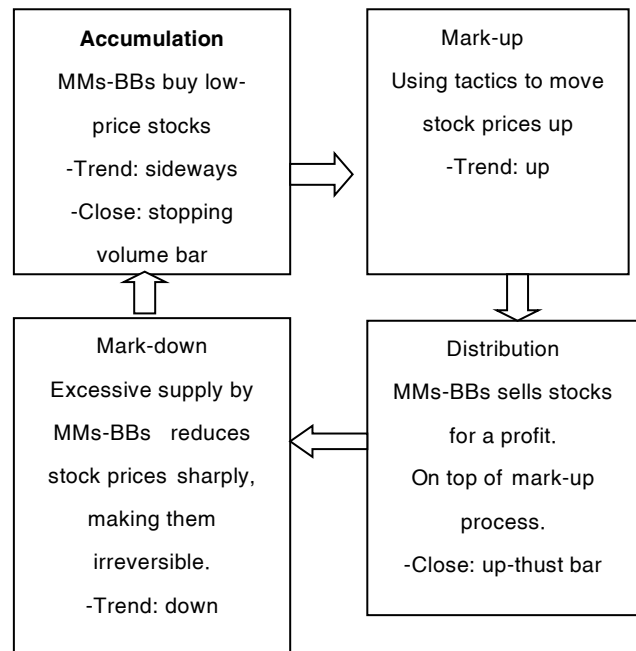 Accumulation
MMs-BBs buy low-
price stocks
-Trend: sideways
-Close: stopping
volume bar
Mark-up
Using tactics to move
stock prices up
-Trend: up
Distribution
MMs-BBs sells stocks
for a profit.
On top of mark-up
process.
-Close: up-thust bar
Mark-down
Excessive supply by
MMs-BBs reduces
stock prices sharply,
making them
irreversible.
-Trend: down